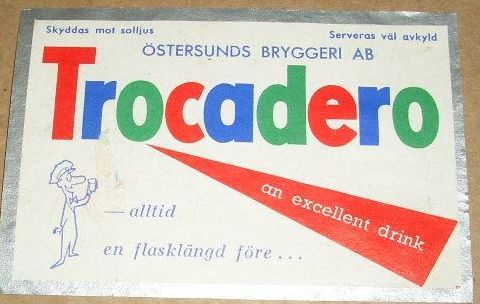 Skyddas mot solljus
Serveras väl avkyld
ÖSTERSUNDS BRYGGERI AB
Trocadero
an excellent drink
—alltid
en flasklängd före...